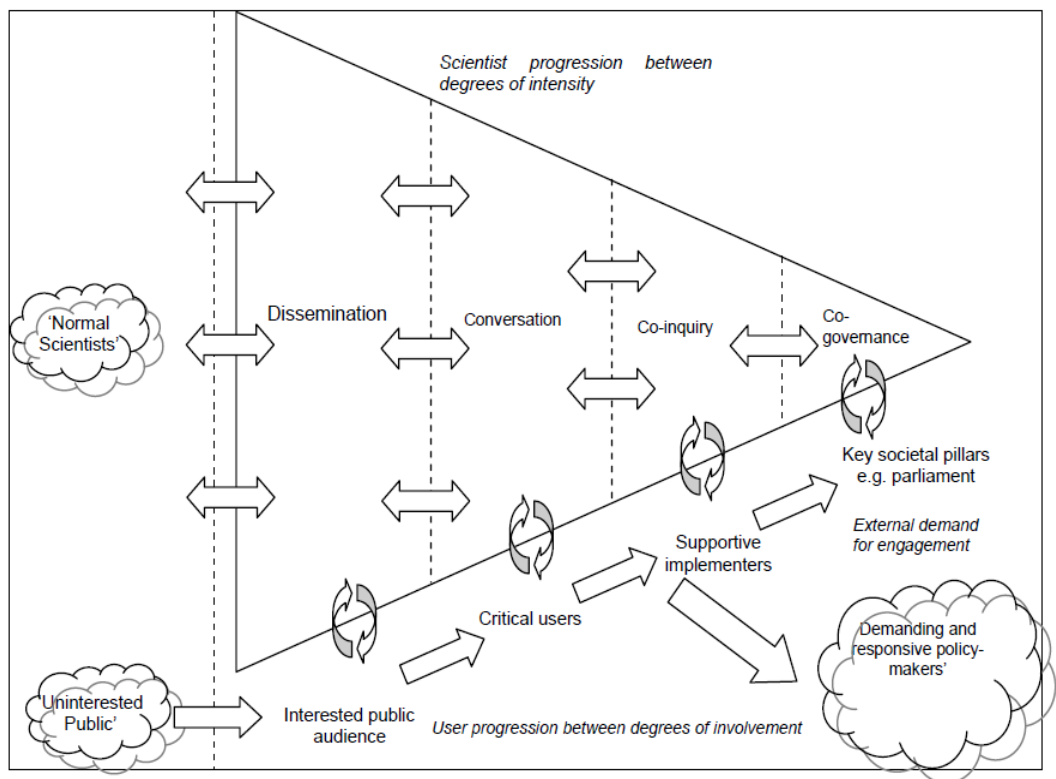 Scientist progression between
degrees of intensity
'Normal
Scientists'
Dissemination
Conversation
Co-inquiry
Co-
governance
Key societal pillars
e.g. parliament
External demand
for engagement
Supportive
implementers
Critical users
Demanding and
responsive policy-
makers'
Uninterested
Public'
Interested public
audience
User progression between degrees of involvement